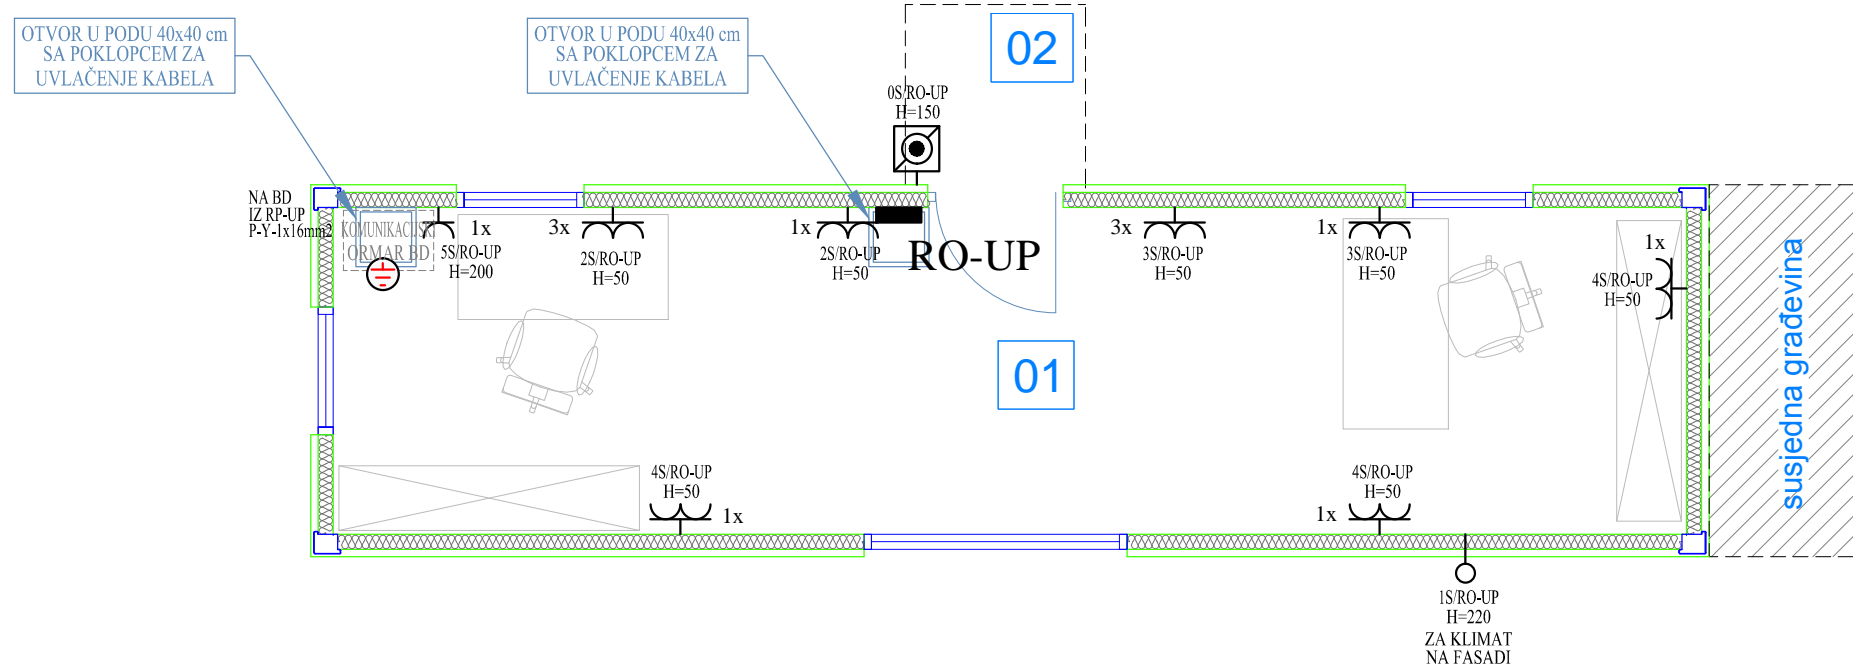 OTVOR U PODU 40x40 cm
SA POKLOPCEM ZA
UVLAČENJE KABELA
OTVOR U PODU 40x40 cm
SA POKLOPCEM ZA
UVLAČENJE KABELA
02
0S/RO-UP
H=150
NA BD
IZ RP-UP
P-Y-1x16mm2
KOMUNIKACIJSKI
ORMAR BD
1x
5S/RO-UP
H=200
3x
2S/RO-UP
H=50
1x
2S/RO-UP
H=50
RO-UP
3x
3S/RO-UP
H=50
1x
3S/RO-UP
H=50
1x
4S/RO-UP
H=50
susjedna građevina
01
4S/RO-UP
H=50
1x
4S/RO-UP
H=50
1x
1S/RO-UP
H=220
ZA KLIMAT
NA FASADI